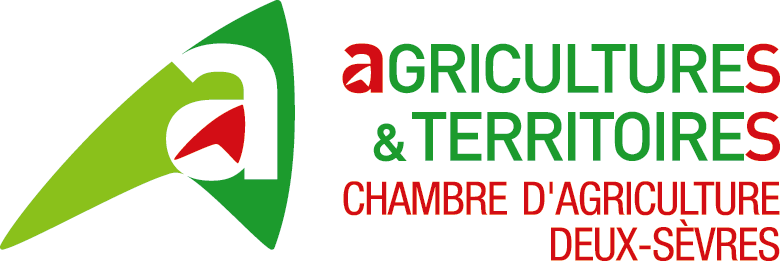 a
aGRICULTURES
& TERRITOIRES
CHAMBRE D'AGRICULTURE
DEUX-SÈVRES